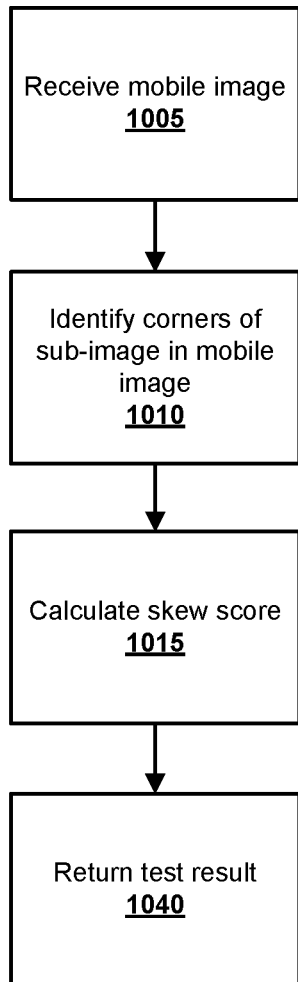 Receive mobile image
1005
Identify corners of
sub-image in mobile
image
1010
Calculate skew score
1015
Return test result
1040